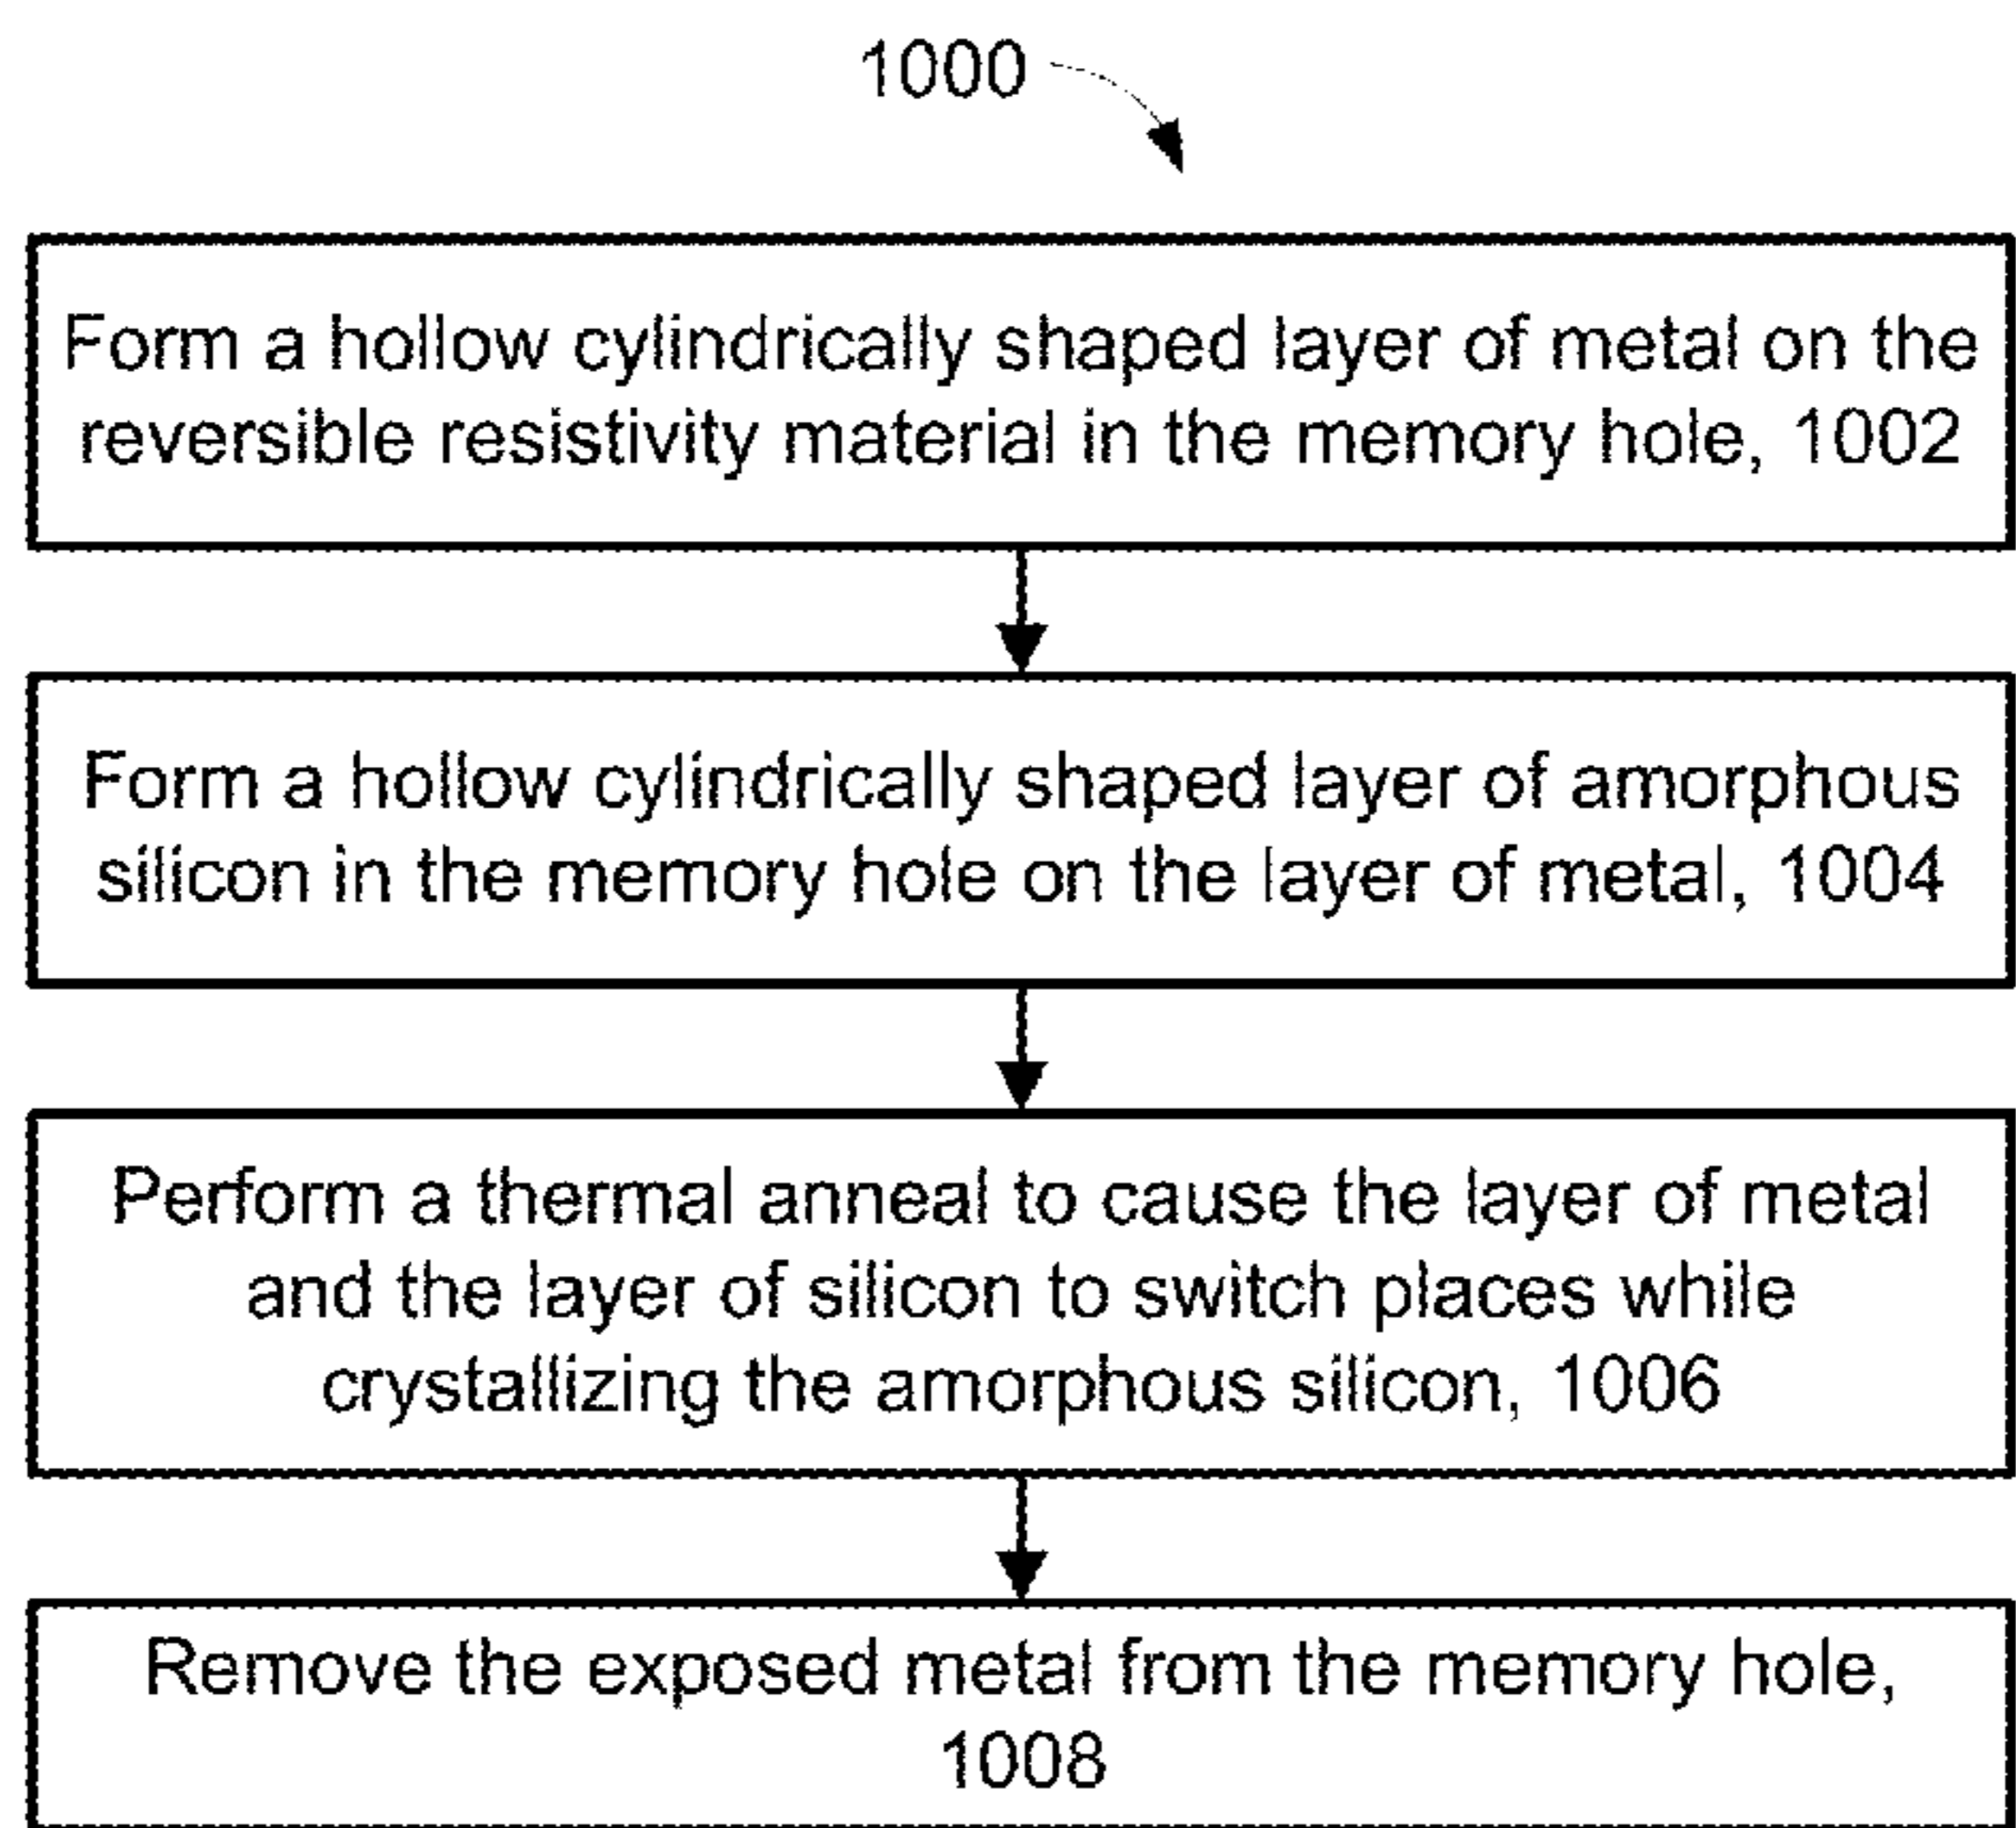 1000
Form a hollow cylindrically shaped layer of metal on the
reversible resistivity material in the memory hole, 1002
Form a hollow cylindrically shaped layer of amorphous
silicon in the memory hole on the layer of metal, 1004
Perform a thermal anneal to cause the layer of metal
and the layer of silicon to switch places while
crystallizing the amorphous silicon, 1006
Remove the exposed metal from the memory hole,
1008